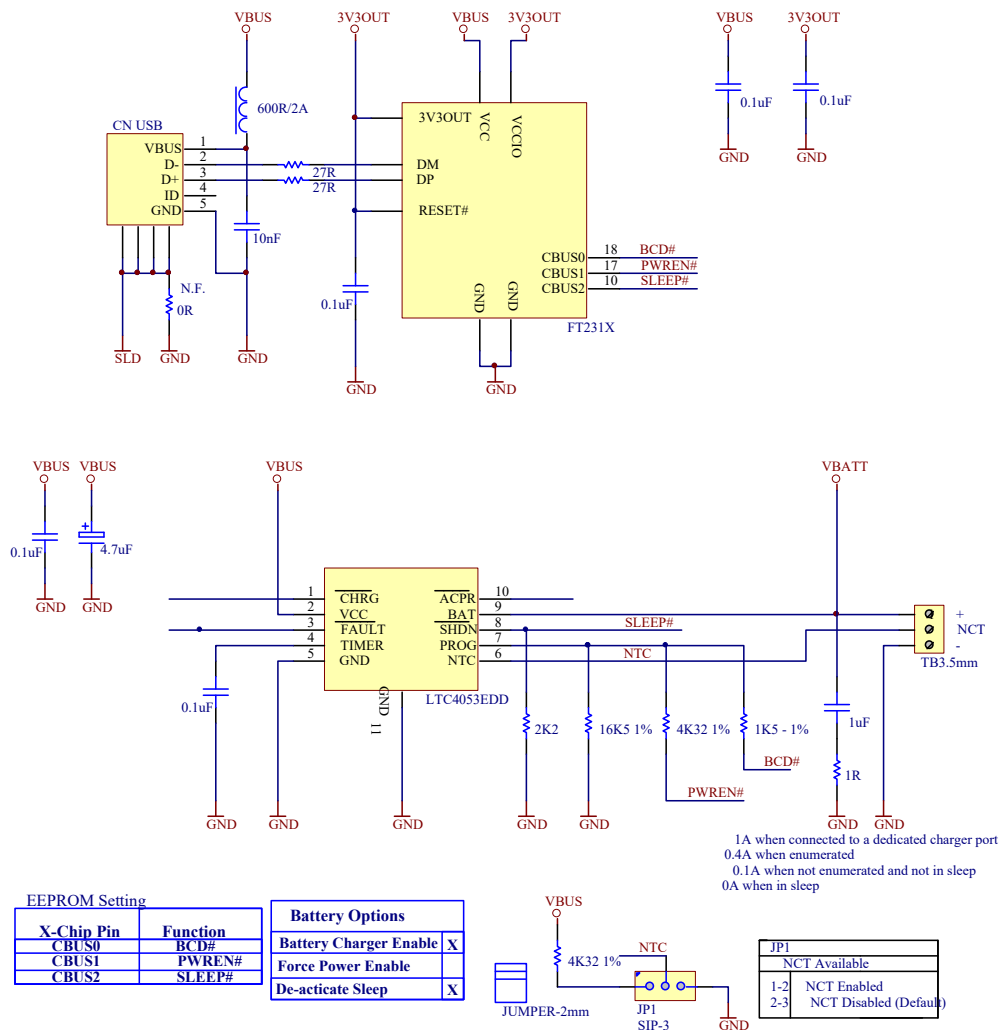 VBUS
3V3OUT
VBUS
3V3OUT
VBUS
3V3OUT
600R/2A
0.1uF
0.1uF
GND
GND
CN USB
VBUS
D-
D+
ID
GND
1
2
3
4
5
27R
27R
10nF
N.F.
0R
SLD
GND
GND
0.1uF
GND
3V3OUT
VCC
VCCIO
DM
DP
RESET#
CBUS0
CBUS1
CBUS2
18
17
10
BCD#
PWREN#
SLEEP#
GND
GND
FT231X
GND
VBUS
VBUS
VBUS
VBATT
0.1uF
+
4.7uF
GND
GND
1
2
3
4
5
CHRG
VCC
FAULT
TIMER
GND
ACPR
BAT
SHDN
PROG
NTC
10
9
8
7
6
GND
11
LTC4053EDD
SLEEP#
NTC
+
NCT
-
TB3.5mm
0.1uF
2K2
16K5 1%
4K32 1%
1K5 - 1%
1uF
1R
BCD#
PWREN#
GND
GND
GND
GND
GND
GND
GND
1A when connected to a dedicated charger port
0.4A when enumerated
0.1A when not enumerated and not in sleep
0A when in sleep
EEPROM Setting
X-Chip Pin Function
CBUS0 BCD#
CBUS1 PWREN#
CBUS2 SLEEP#
Battery Options
Battery Charger Enable X
Force Power Enable
De-acticate Sleep X
VBUS
4K32 1%
NTC
JUMPER-2mm
JP1
SIP-3
GND
JP1
NCT Available
1-2 NCT Enabled
2-3 NCT Disabled (Default)